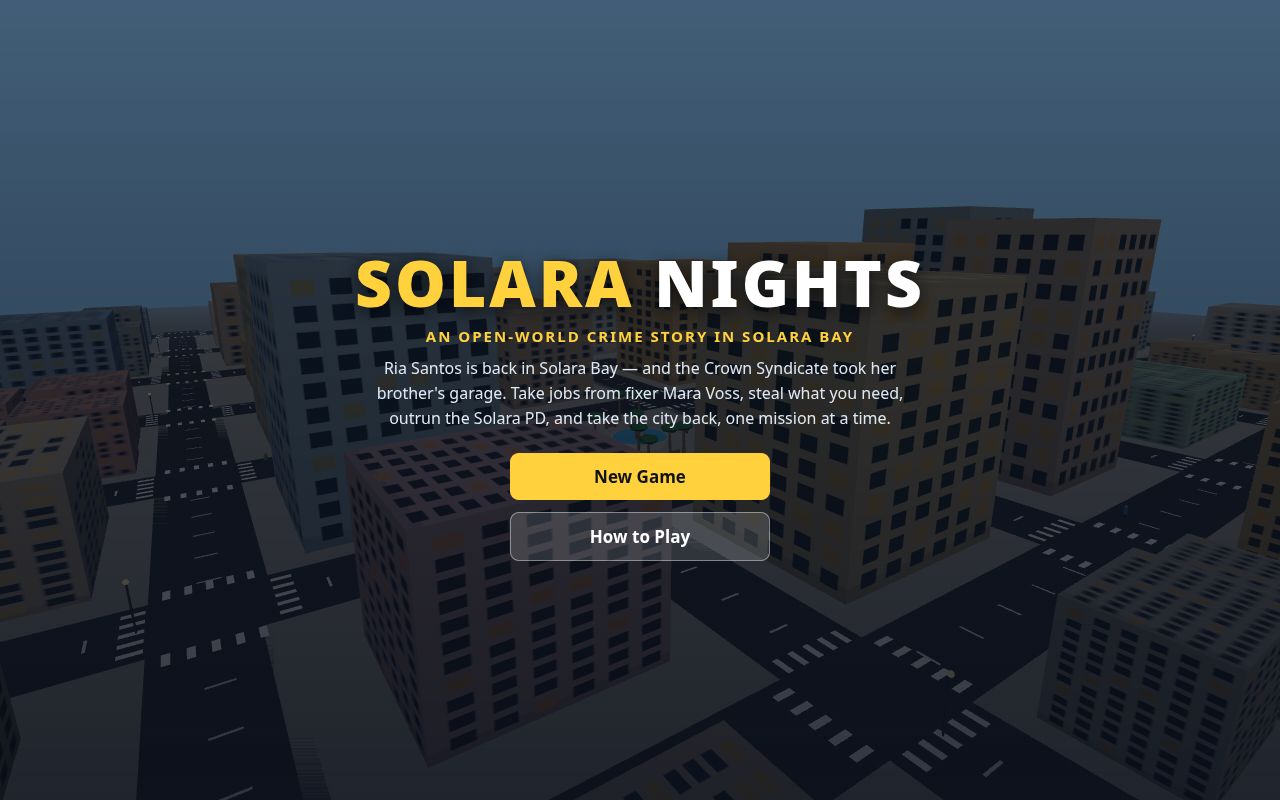 SOLARA NIGHTS
AN OPEN-WORLD CRIME STORY IN SOLARA BAY
Ria Santos is back in Solara Bay — and the Crown Syndicate took her
brother's garage. Take jobs from fixer Mara Voss, steal what you need,
outrun the Solara PD, and take the city back, one mission at a time.
New Game
How to Play